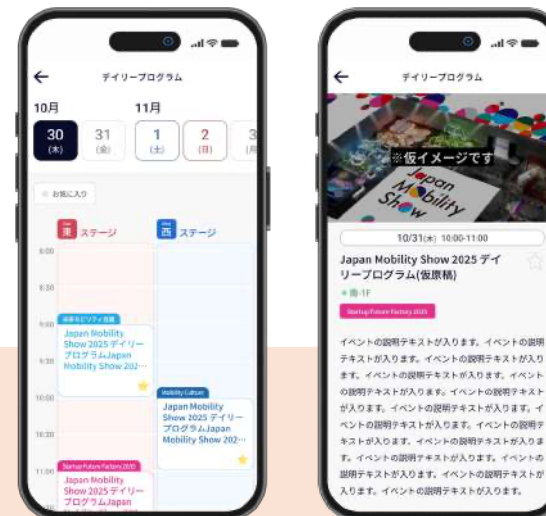 デイリープログラム
10月 11月
30 31 1 2 3
(木) (金) (土) (日) (月
お気に入り
東 ステージ 西 ステージ
8:00
8:30
9:00
未来モビリティ会議
Japan Mobility
Show 2025 デイリー
プログラムJapan
Mobility Show 202…
9:30
10:00
Mobility Culture
Japan Mobility
Show 2025 デイリー
プログラムJapan
Mobility Show 202…
10:30
11:00
Startup Future Factory 2025
Japan Mobility
Show 2025 デイリー
プログラムJapan
デイリープログラム
※仮イメージです
Japan
Mobility
Show
10/31(木) 10:00-11:00
Japan Mobility Show 2025 デイ
リープログラム(仮原稿)
南-1F
Startup Future Factory 2025
イベントの説明テキストが入ります。イベントの説明
テキストが入ります。イベントの説明テキストが入り
ます。イベントの説明テキストが入ります。イベント
の説明テキストが入ります。イベントの説明テキスト
が入ります。イベントの説明テキストが入ります。イ
ベントの説明テキストが入ります。イベントの説明テ
キストが入ります。イベントの説明テキストが入りま
す。イベントの説明テキストが入ります。イベントの
説明テキストが入ります。イベントの説明テキストが
入ります。イベントの説明テキストが入ります。